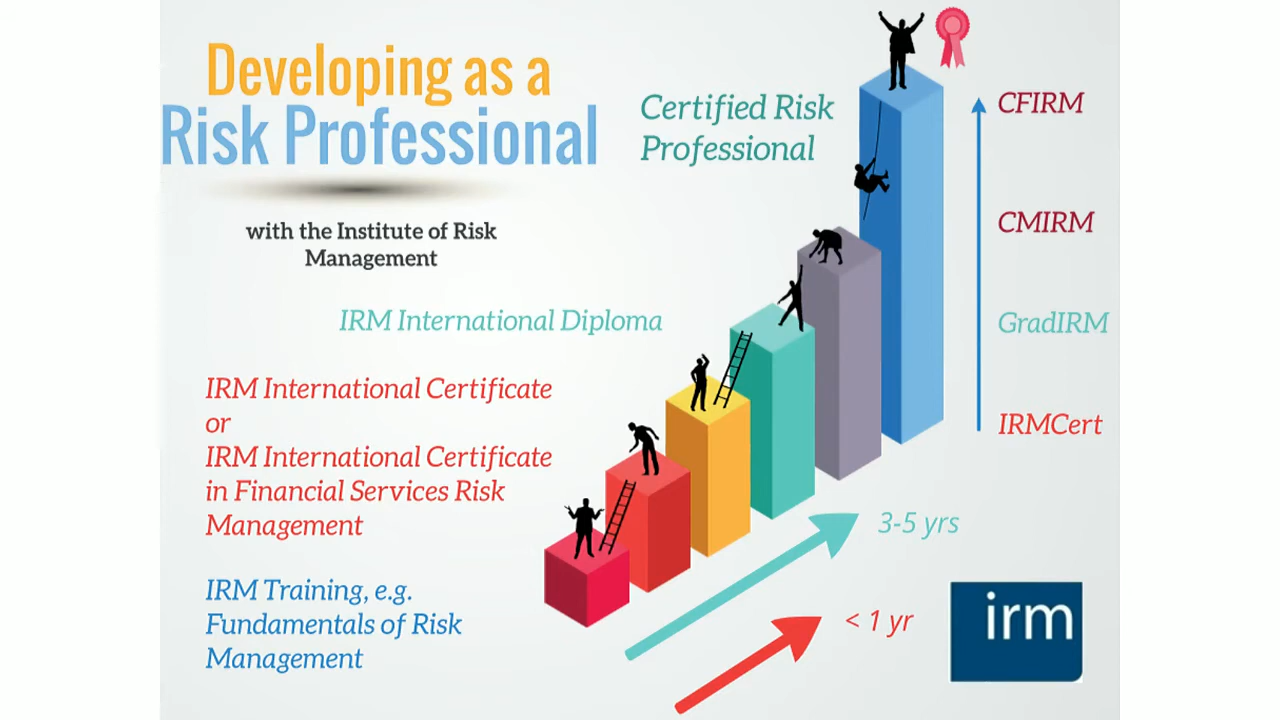 Developing as a
Risk Professional
with the Institute of Risk
Management
Certified Risk
Professional
IRM International Diploma
IRM International Certificate
or
IRM International Certificate
in Financial Services Risk
Management
IRM Training, e.g.
Fundamentals of Risk
Management
CFIRM
CMIRM
GradIRM
IRMCert
3-5 yrs
< 1 yr
irm